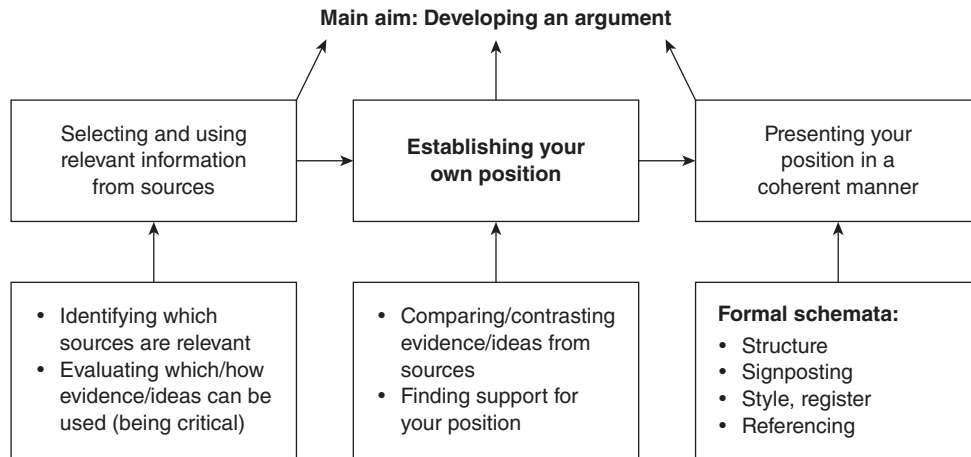 Main aim: Developing an argument
Selecting and using
relevant information
from sources
Establishing your
own position
Presenting your
position in a
coherent manner
• Identifying which
sources are relevant
• Evaluating which/how
evidence/ideas can be
used (being critical)
• Comparing/contrasting
evidence/ideas from
sources
• Finding support for
your position
Formal schemata:
• Structure
• Signposting
• Style, register
• Referencing